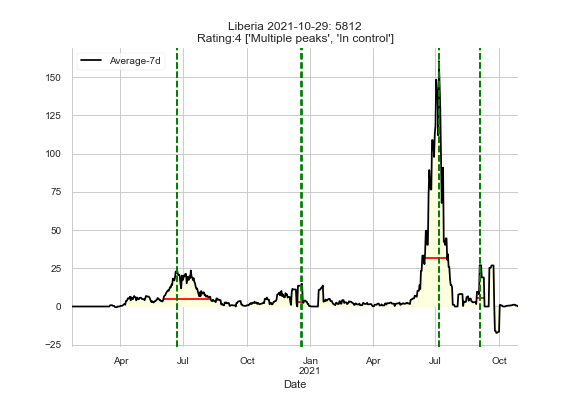 Liberia 2021-10-29: 5812
Rating:4 ['Multiple peaks', 'In control']
Average-7d
150
125
100
75
50
25
0
−25
Apr
Jul
Oct
Jan
2021
Apr
Jul
Oct
Date